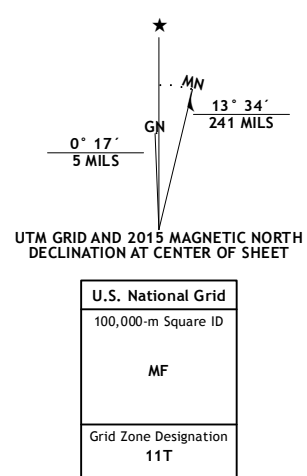 ★
MN
13° 34´
241 MILS
GN
0° 17´
5 MILS
UTM GRID AND 2015 MAGNETIC NORTH
DECLINATION AT CENTER OF SHEET
U.S. National Grid
100,000-m Square ID
MF
Grid Zone Designation
11T